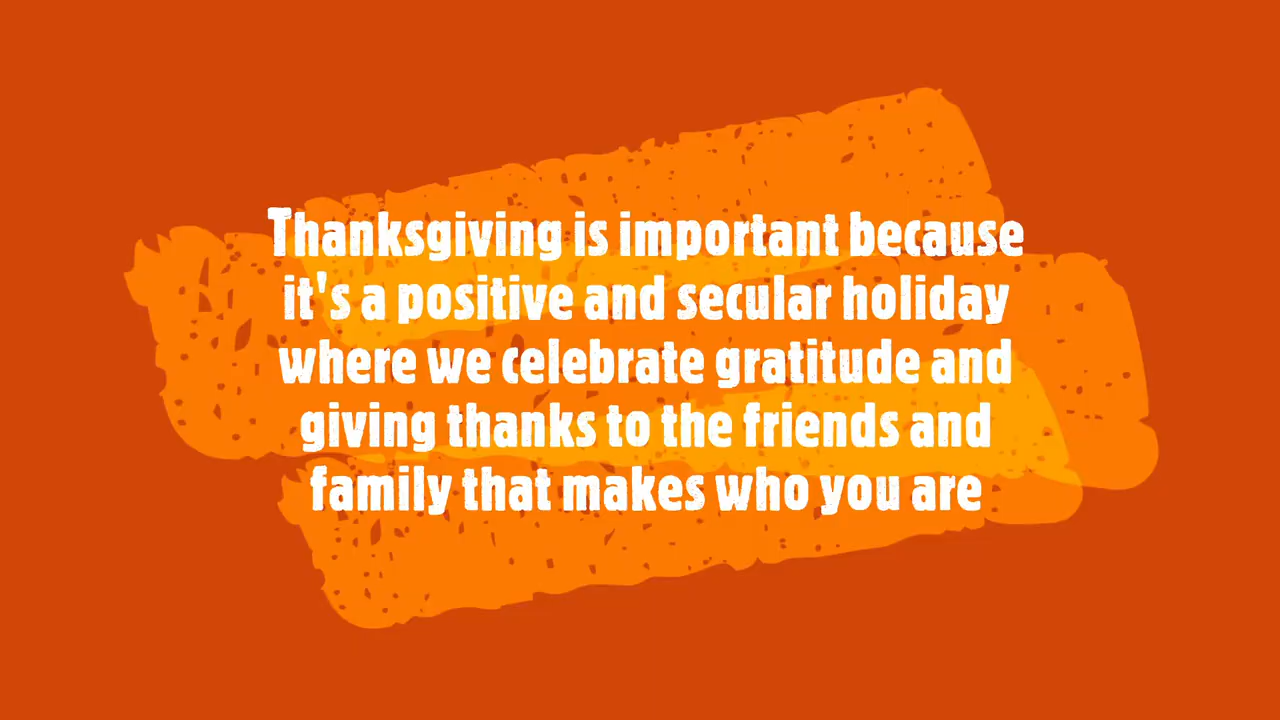 Thanksgiving is important because
it's a positive and secular holiday
where we celebrate gratitude and
giving thanks to the friends and
family that makes who you are